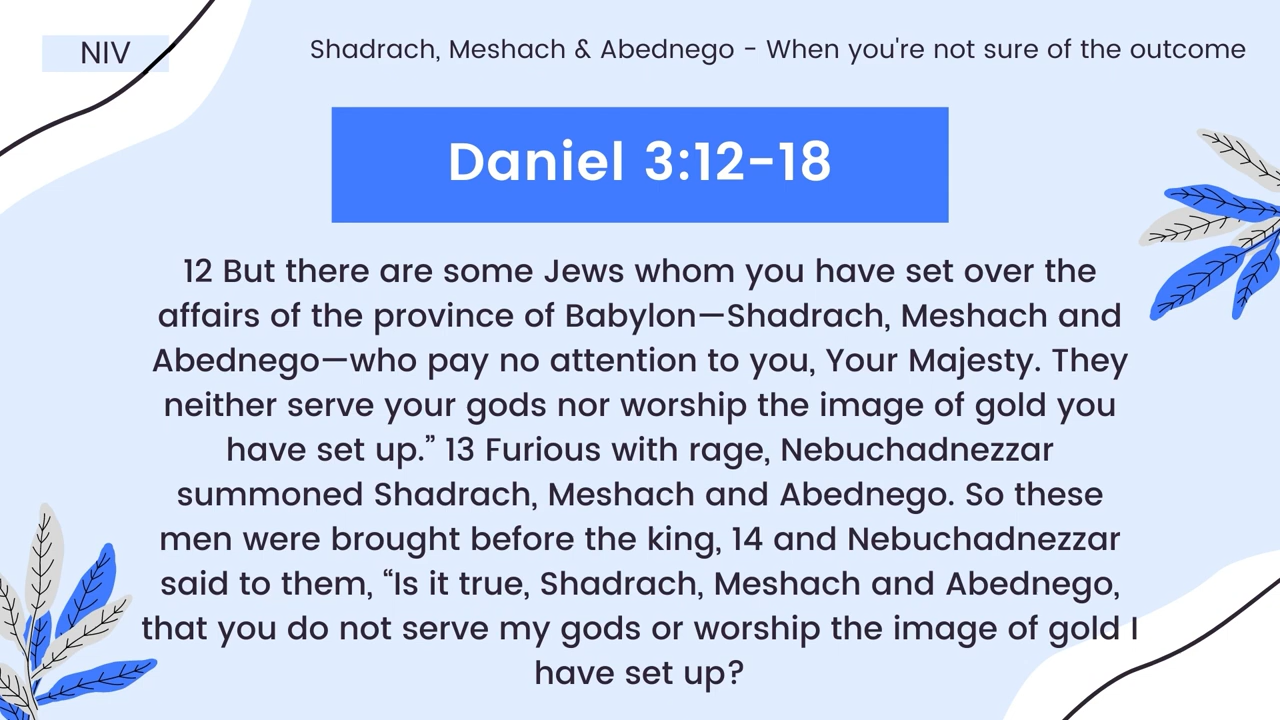 NIV
Shadrach, Meshach & Abednego - When you're not sure of the outcome
Daniel 3:12-18
12 But there are some Jews whom you have set over the
affairs of the province of Babylon—Shadrach, Meshach and
Abednego—who pay no attention to you, Your Majesty. They
neither serve your gods nor worship the image of gold you
have set up.” 13 Furious with rage, Nebuchadnezzar
summoned Shadrach, Meshach and Abednego. So these
men were brought before the king, 14 and Nebuchadnezzar
said to them, “Is it true, Shadrach, Meshach and Abednego,
that you do not serve my gods or worship the image of gold I
have set up?